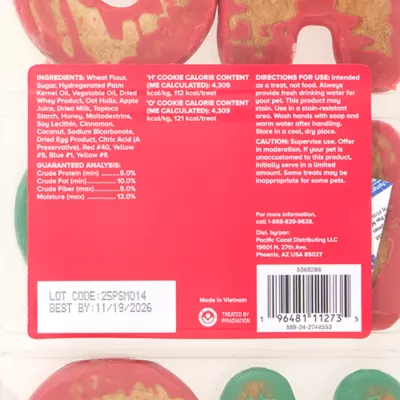 INGREDIENTS: Wheat Flour,
Sugar, Hydrogenated Palm
Kernel Oil, Vegetable Oil, Dried
Whey Product, Oat Hulls, Apple
Juice, Dried Milk, Tapioca
Starch, Honey, Maltodextrins,
Soy Lecithin, Cinnamon,
Coconut, Sodium Bicarbonate,
Dried Egg Product, Citric Acid (A
Preservative), Red #40, Yellow
#5, Blue #1, Yellow #6
GUARANTEED ANALYSIS:
Crude Protein (min) ............5.0%
Crude Fat (min) ..............10.0%
Crude Fiber (max) ............5.0%
Moisture (max) ...............12.0%
'H' COOKIE CALORIE CONTENT
(ME CALCULATED): 4,309
kcal/kg, 112 kcal/treat
'O' COOKIE CALORIE CONTENT
(ME CALCULATED): 4,309
kcal/kg, 121 kcal/treat
DIRECTIONS FOR USE: Intended
as a treat, not food. Always
provide fresh drinking water for
your pet. This product may
stain. Use in a stain-resistant
area. Wash hands with soap and
warm water after handling.
Store in a cool, dry place.
CAUTION: Supervise use. Offer
in moderation. If your pet is
unaccustomed to this product,
initially serve in a limited
amount. Some treats may be
inappropriate for some pets.
For more information,
call 1-888-839-9638.
Dist. by/par:
Pacific Coast Distributing LLC
19601 N. 27th Ave.
Phoenix, AZ USA 85027
5369286
1 96481 11273 5
MB-24-2744553
Made in Vietnam
TREATED BY
IRRADIATION
LOT CODE:25PSM014
BEST BY:11/19/2026